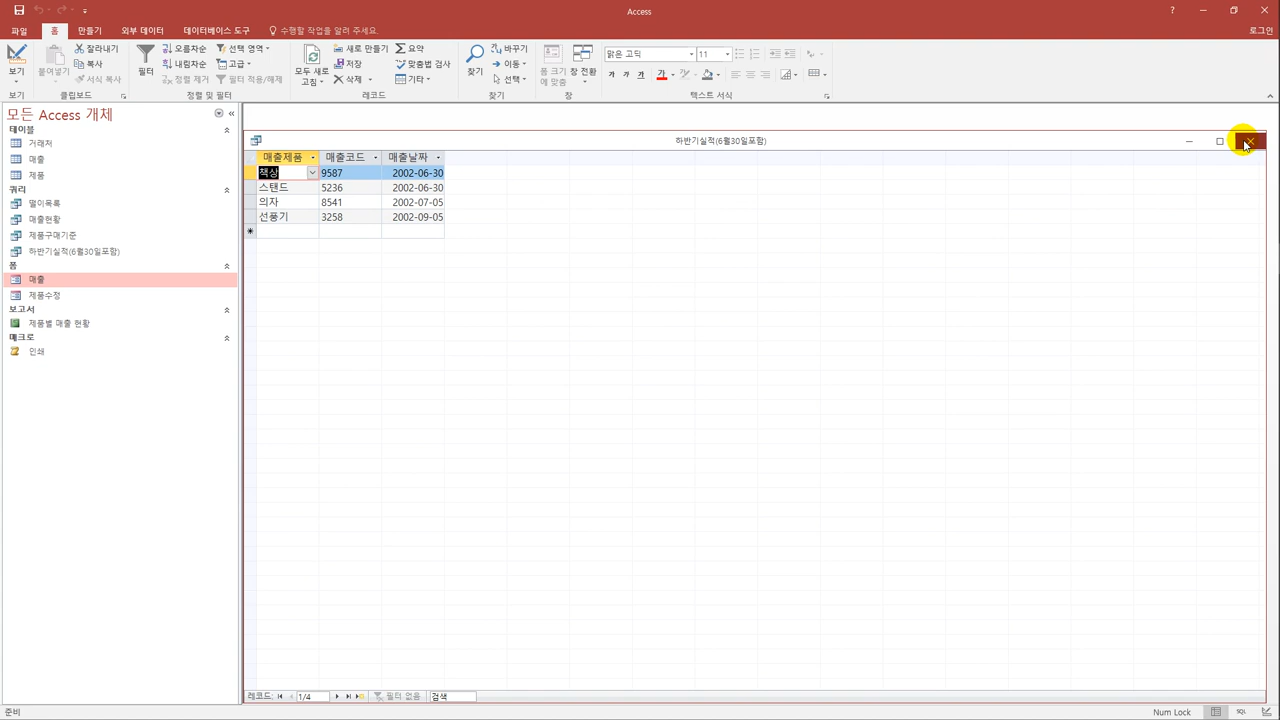 Access
?
파일
홈
만들기
외부 데이터
데이터베이스 도구
수행할 작업을 알려 주세요.
로그인
보기
붙여넣기
잘라내기
복사
서식 복사
클립보드
필터
오름차순
내림차순
정렬 제거
선택 영역
고급
필터 적용/해제
정렬 및 필터
모두 새로
고침
새로 만들기
저장
삭제
요약
맞춤법 검사
기타
레코드
찾기
바꾸기
이동
선택
찾기
폼 크기
에 맞춤
창 전환
창
맑은 고딕
11
가 가 가 가
텍스트 서식
보기
모든 Access 개체
테이블
거래처
매출
제품
쿼리
떨이목록
매출현황
제품구매기준
하반기실적(6월30일포함)
폼
매출
제품수정
보고서
제품별 매출 현황
매크로
인쇄
하반기실적(6월30일포함)
매출제품 매출코드 매출날짜
책상 9587 2002-06-30
스탠드 5236 2002-06-30
의자 8541 2002-07-05
선풍기 3258 2002-09-05
레코드: 1/4 필터 없음 검색
준비
Num Lock
SQL